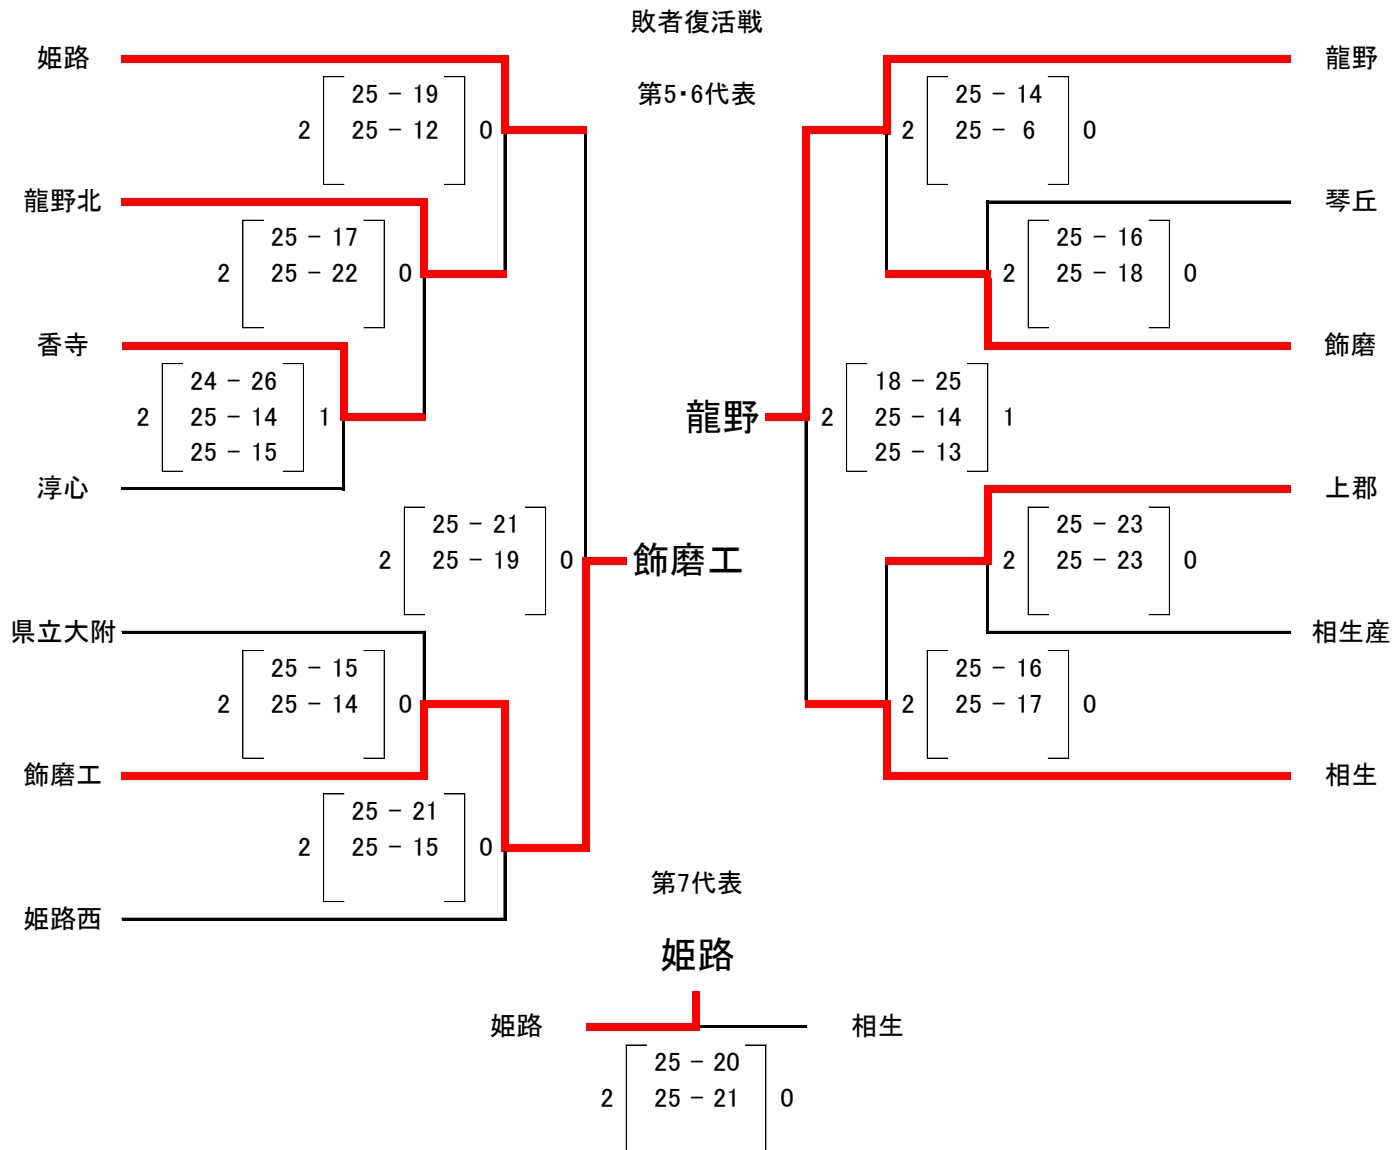 敗者復活戦
第5・6代表
姫路
25 - 19
2 25 - 12 0
龍野北
25 - 17
2 25 - 22 0
香寺
24 - 26
2 25 - 14 1
25 - 15
淳心
25 - 21
2 25 - 19 0
飾磨工
県立大附
25 - 15
2 25 - 14 0
飾磨工
25 - 21
2 25 - 15 0
姫路西
龍野
25 - 14
2 25 - 6 0
琴丘
25 - 16
2 25 - 18 0
飾磨
龍野
18 - 25
2 25 - 14 1
25 - 13
上郡
25 - 23
2 25 - 23 0
相生産
25 - 16
2 25 - 17 0
相生
第7代表
姫路
姫路 相生
25 - 20
2 25 - 21 0